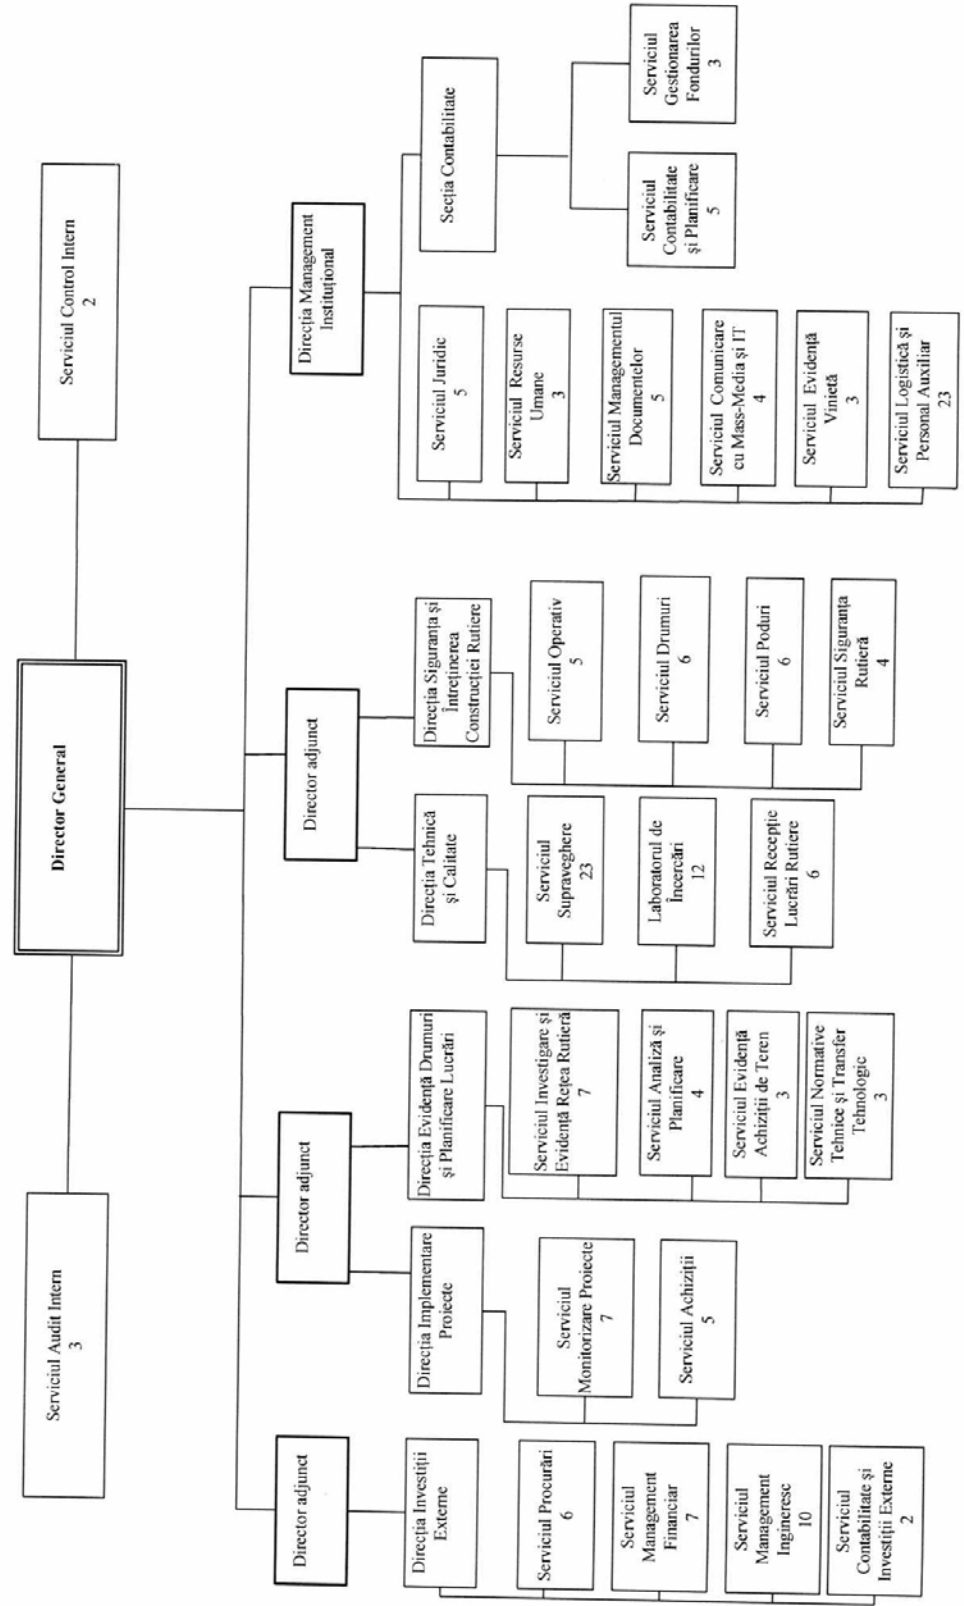 Director General
Serviciul Audit Intern
3
Serviciul Control Intern
2
Director adjunct
Director adjunct
Director adjunct
Direcția Management
Instituțional
Direcția Investiții
Externe
Serviciul Procurări
6
Serviciul
Management
Financiar
7
Serviciul
Management
Ingineresc
10
Serviciul
Contabilitate și
Investiții Externe
2
Direcția Implementare
Proiecte
Serviciul
Monitorizare Proiecte
7
Serviciul Achiziții
5
Direcția Evidență Drumuri
și Planificare Lucrări
Serviciul Investigare și
Evidență Rețea Rutieră
7
Serviciul Analiză și
Planificare
4
Serviciul Evidență
Achiziții de Teren
3
Serviciul Normative
Tehnice și Transfer
Tehnologic
3
Direcția Tehnică
și Calitate
Serviciul
Supraveghere
23
Laboratorul de
Încercări
12
Serviciul Recepție
Lucrări Rutiere
6
Direcția Siguranța și
Întreținerea
Construcției Rutiere
Serviciul Operativ
5
Serviciul Drumuri
6
Serviciul Poduri
6
Serviciul Siguranța
Rutieră
4
Serviciul Juridic
5
Serviciul Resurse
Umane
3
Serviciul Managementul
Documentelor
5
Serviciul Comunicare
cu Mass-Media și IT
4
Serviciul Evidență
Vinietă
3
Serviciul Logistică și
Personal Auxiliar
23
Secția Contabilitate
Serviciul
Contabilitate
și Planificare
5
Serviciul
Gestionarea
Fondurilor
3